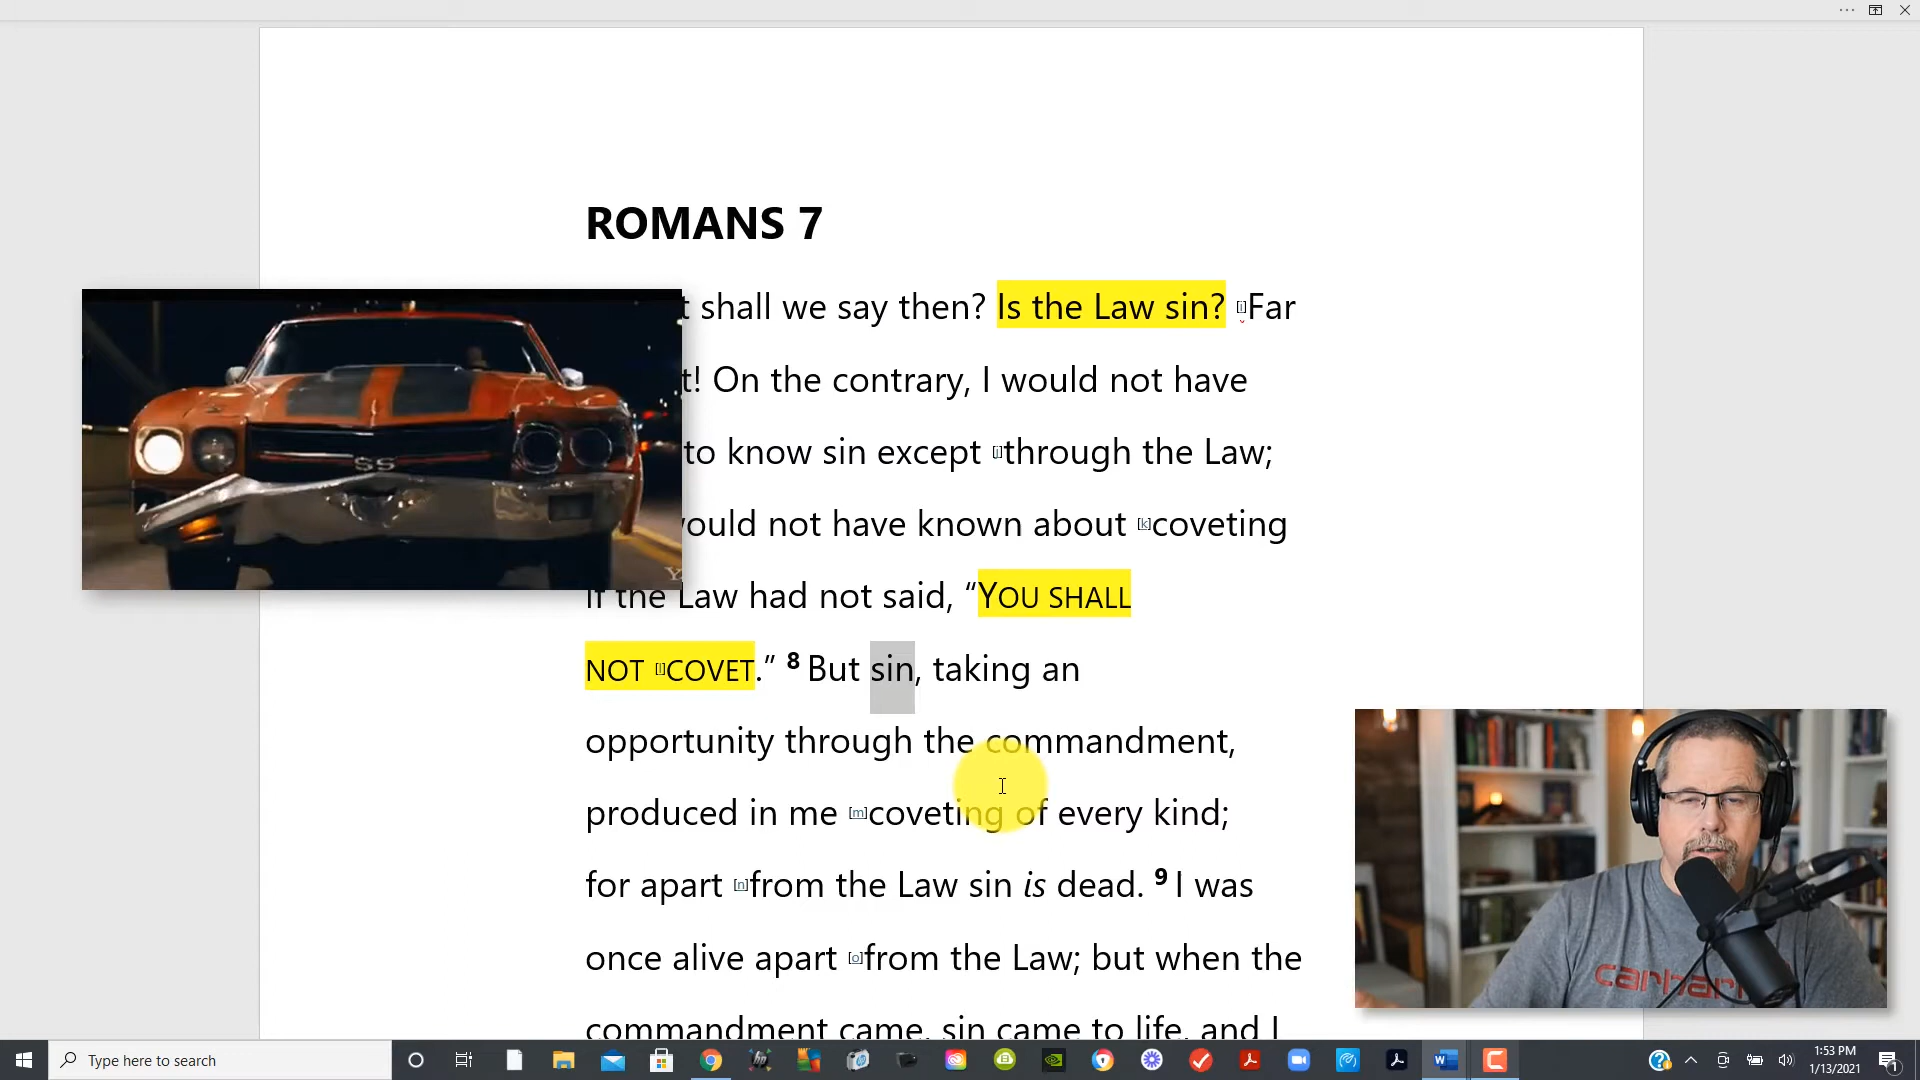 ROMANS 7
shall we say then? Is the Law sin? [i]Far
t! On the contrary, I would not have
to know sin except [j]through the Law;
ould not have known about [k]coveting
if the Law had not said, “YOU SHALL
NOT [l]COVET.” 8 But sin, taking an
opportunity through the commandment,
produced in me [m]coveting of every kind;
for apart [n]from the Law sin is dead. 9 I was
once alive apart [o]from the Law; but when the
commandment came, sin came to life, and I
SS
carhar
Type here to search
1:53 PM
1/13/2021